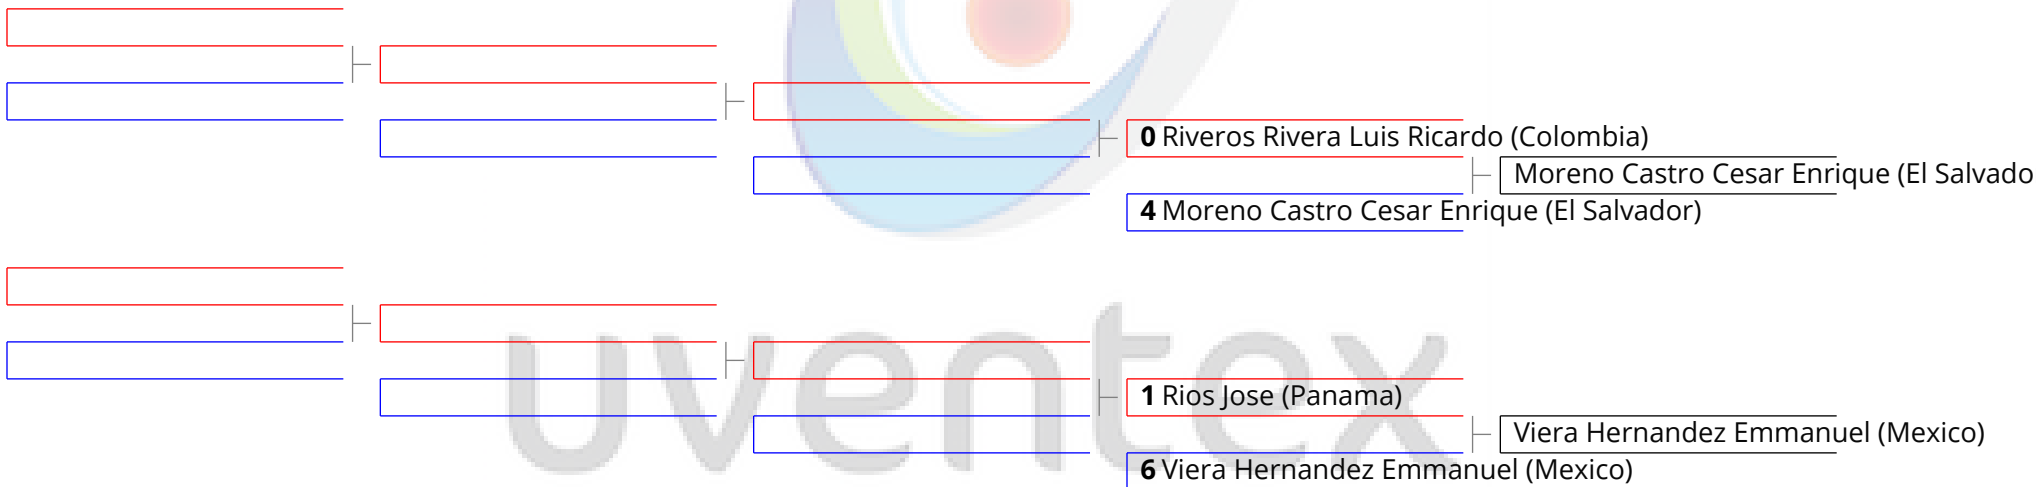 0 Riveros Rivera Luis Ricardo (Colombia)
Moreno Castro Cesar Enrique (El Salvado
4 Moreno Castro Cesar Enrique (El Salvador)
uventex
1 Rios Jose (Panama)
Viera Hernandez Emmanuel (Mexico)
6 Viera Hernandez Emmanuel (Mexico)